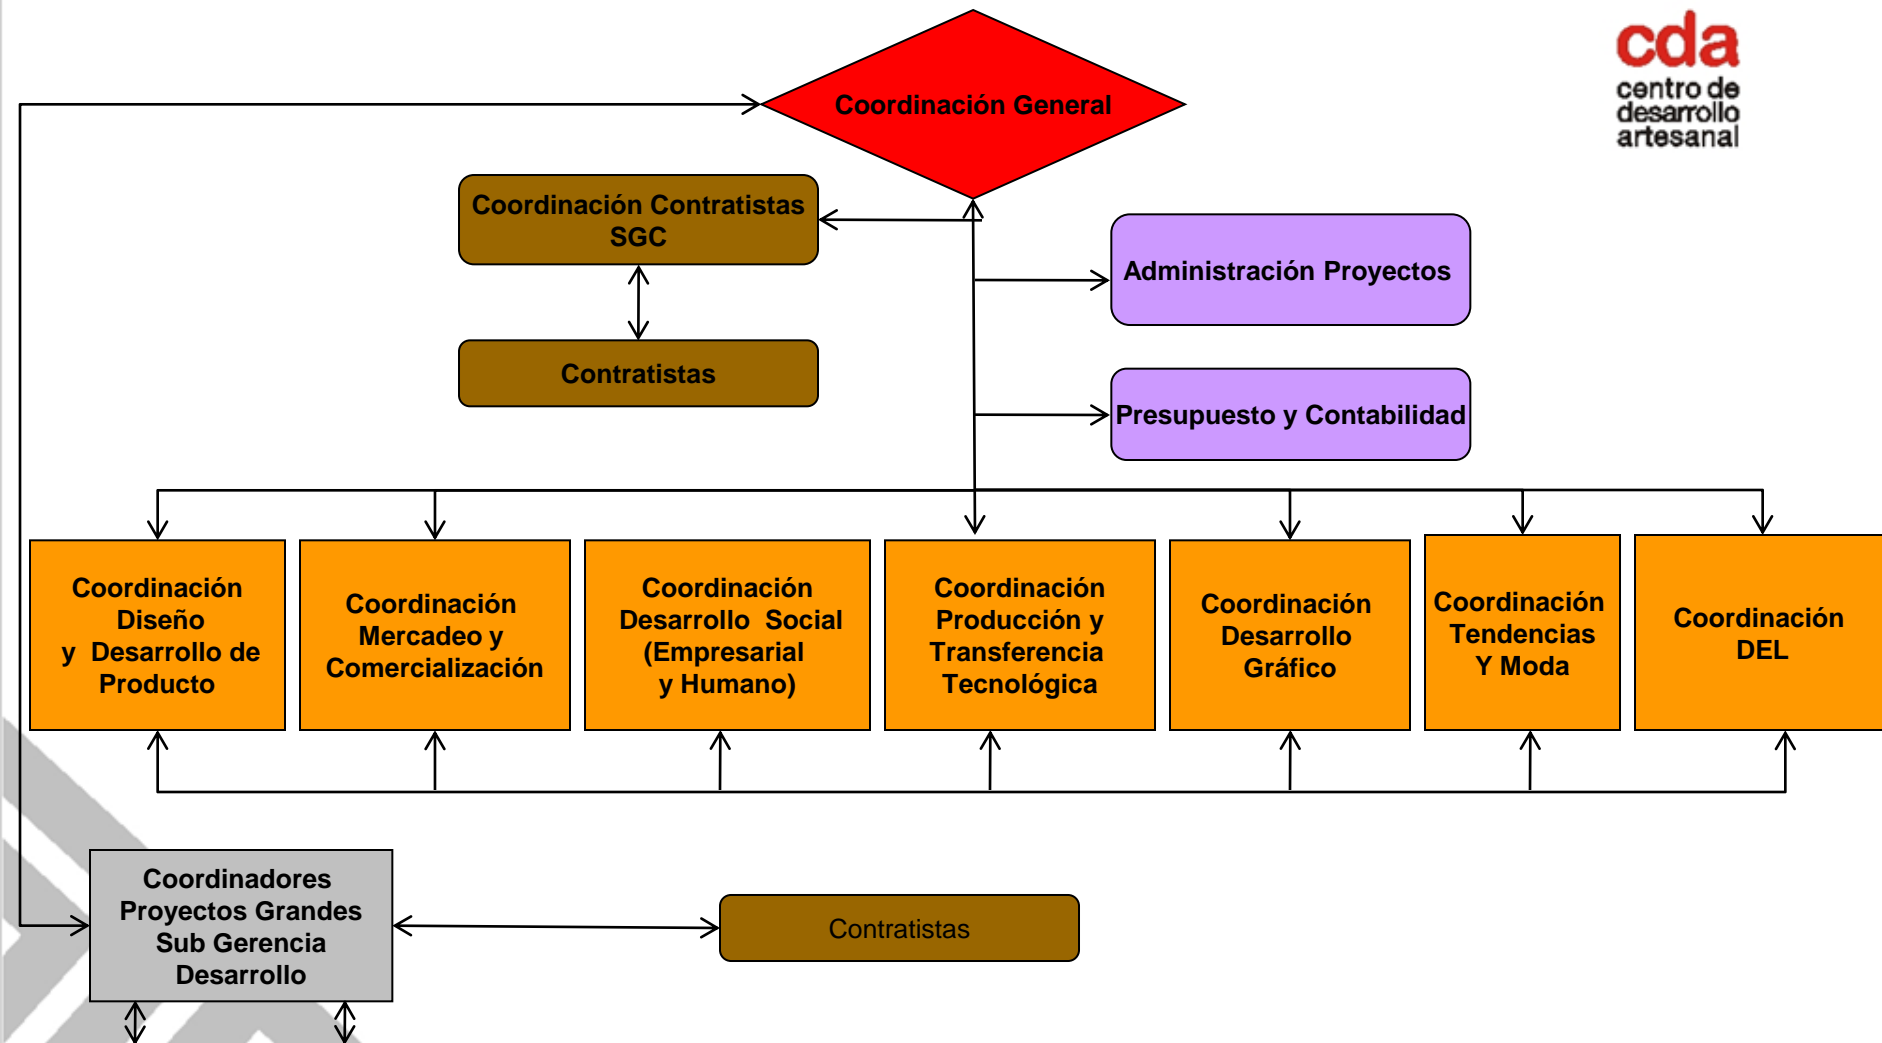 cda
centro de
desarrollo
artesanal
Coordinación General
Coordinación Contratistas
SGC
Administración Proyectos
Contratistas
Presupuesto y Contabilidad
Coordinación
Diseño
y Desarrollo de
Producto
Coordinación
Mercadeo y
Comercialización
Coordinación
Desarrollo Social
(Empresarial
y Humano)
Coordinación
Producción y
Transferencia
Tecnológica
Coordinación
Desarrollo
Gráfico
Coordinación
Tendencias
Y Moda
Coordinación
DEL
Coordinadores
Proyectos Grandes
Sub Gerencia
Desarrollo
Contratistas